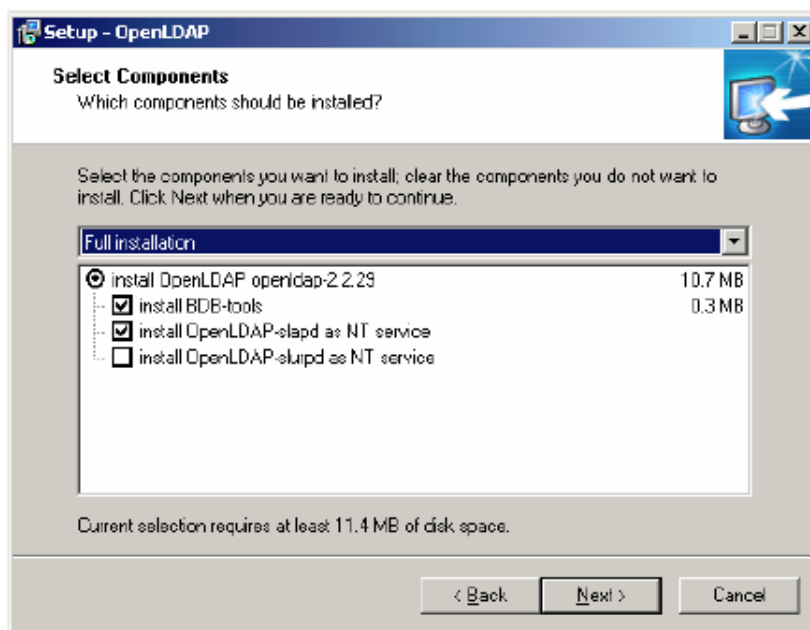 Setup - OpenLDAP
Select Components
Which components should be installed?
Select the components you want to install; clear the components you do not want to
install. Click Next when you are ready to continue.
Full installation
install OpenLDAP openldap-2.2.29 10.7 MB
install BDB-tools 0.3 MB
install OpenLDAP-slapd as NT service
install OpenLDAP-slurpd as NT service
Current selection requires at least 11.4 MB of disk space.
< Back Next > Cancel